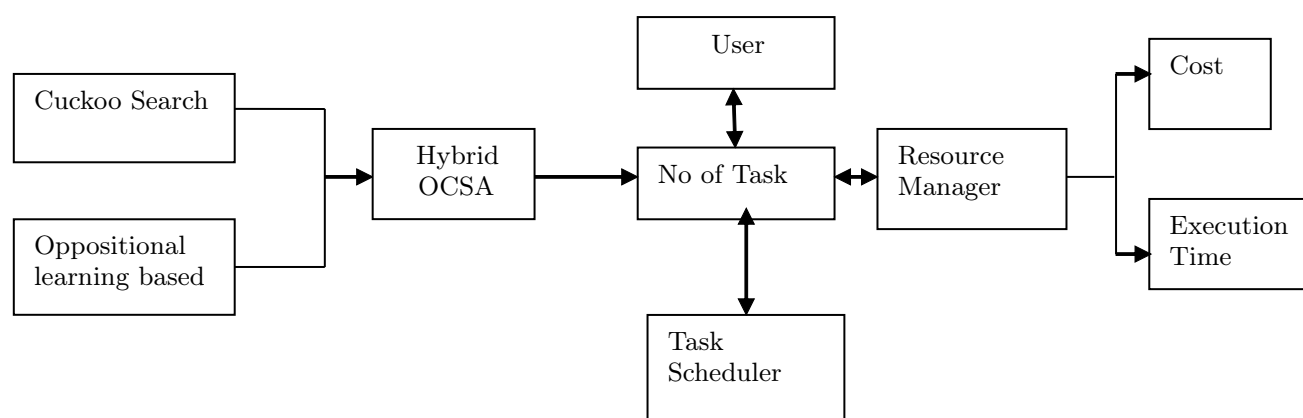 Cuckoo Search
Oppositional
learning based
Hybrid
OCSA
User
No of Task
Task
Scheduler
Resource
Manager
Cost
Execution
Time